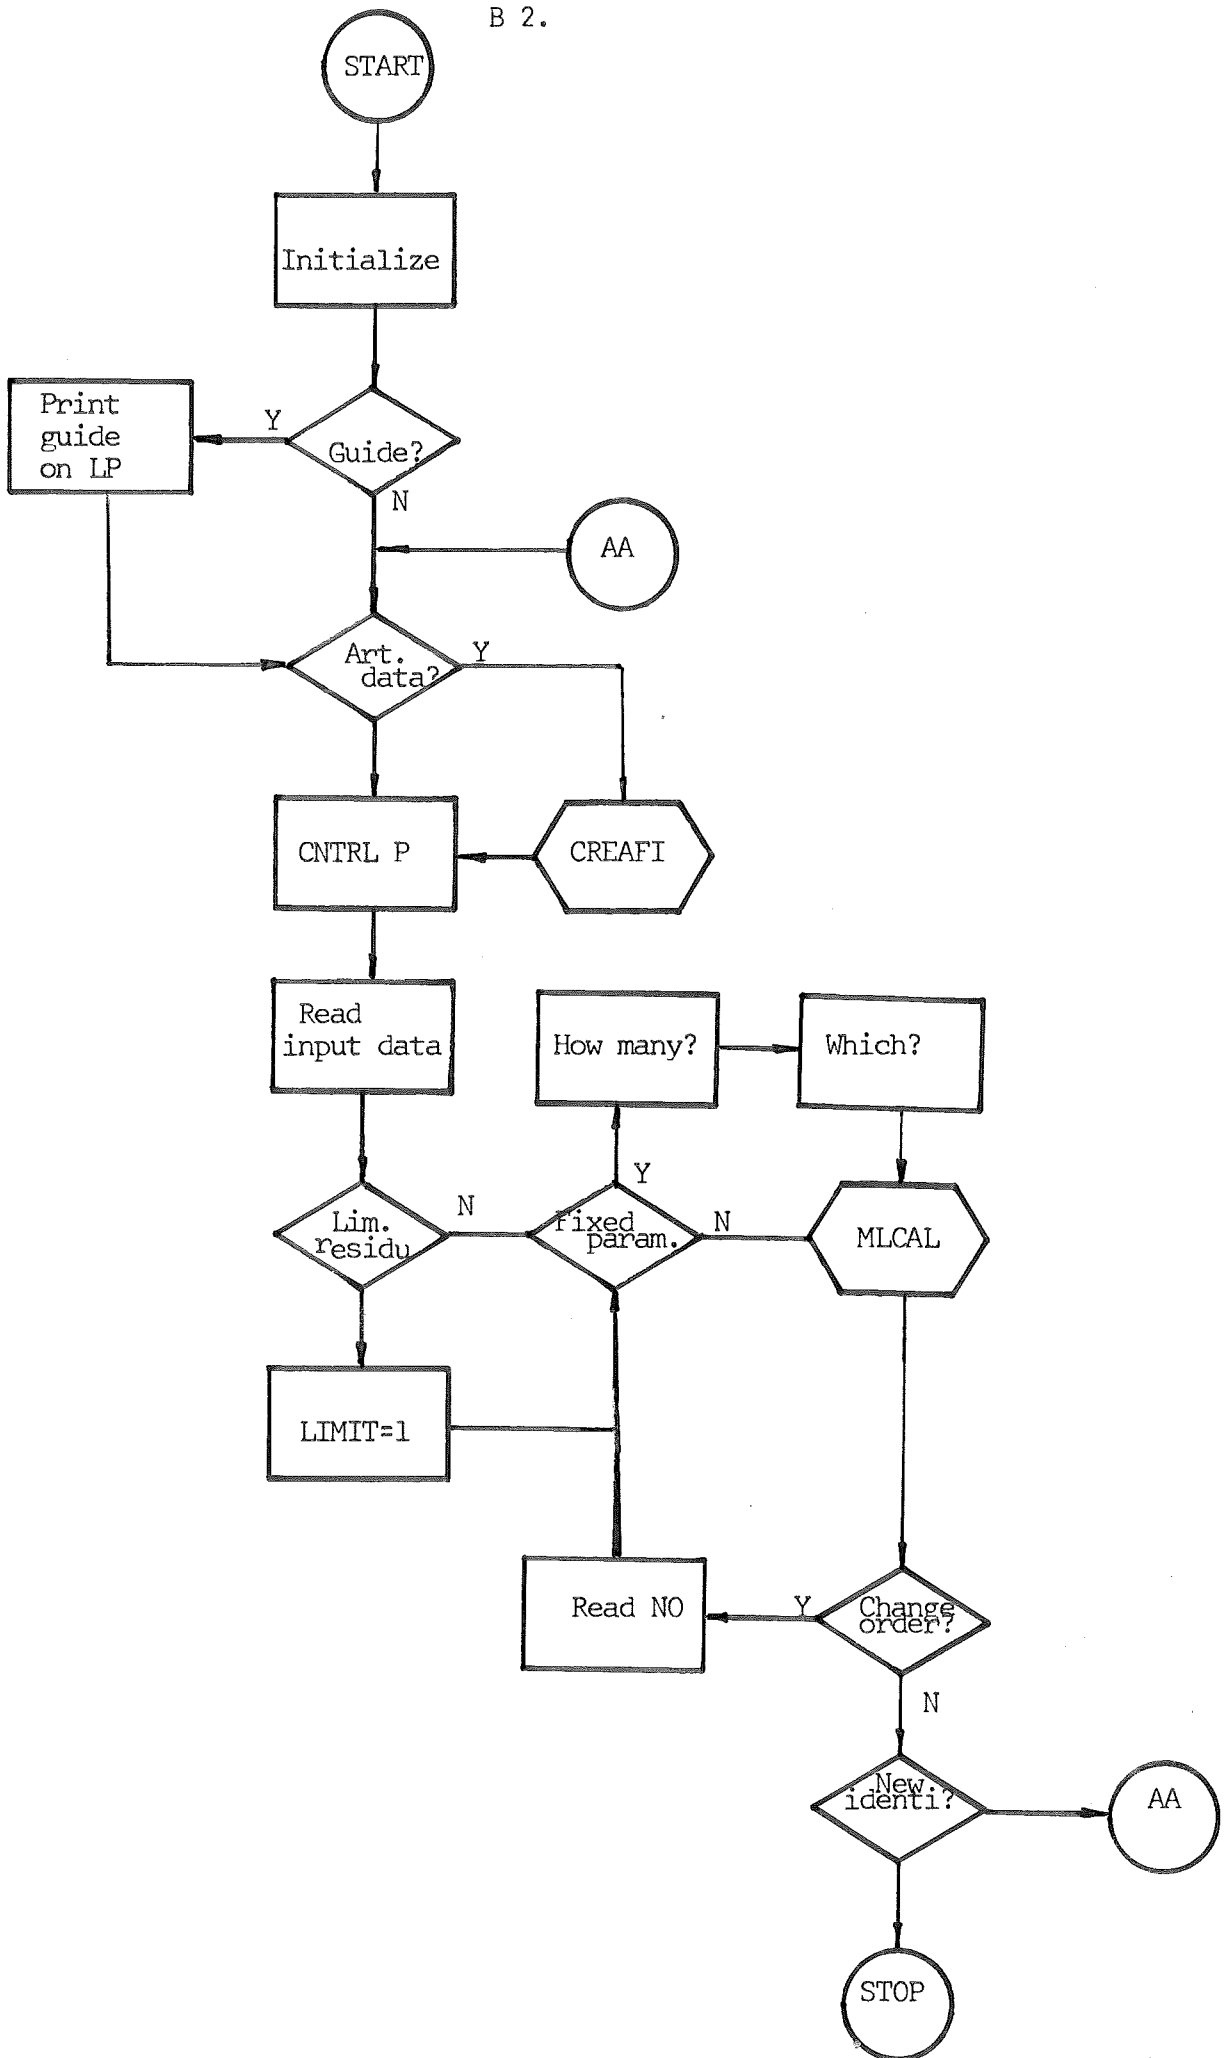 B 2.
START
Initialize
Print
guide
on LP
Y
Guide?
N
AA
Art.
data?
Y
CNTRL P
CREAFI
Read
input data
How many?
Which?
Y
Lim.
residu
N
Fixed
param.
N
MLCAL
LIMIT=1
Read NO
Y
Change
order?
N
New
identi?
AA
STOP